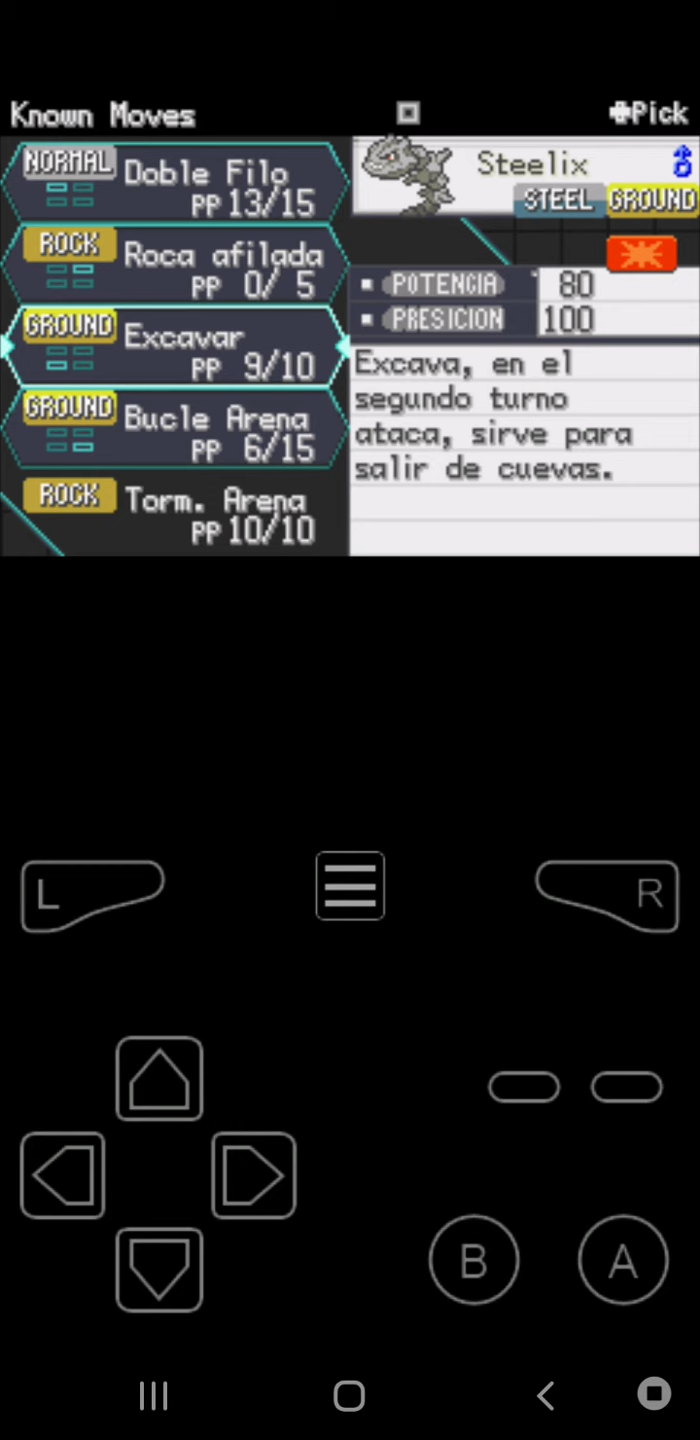 Known Moves
Pick
NORMAL Doble Filo
PP 13/15
ROCK Roca afilada
PP 0/ 5
GROUND Excavar
PP 9/10
GROUND Bucle Arena
PP 6/15
ROCK Torm. Arena
PP 10/10
Steelix
STEEL GROUND
POTENCIA 80
PRESICION 100
Excava, en el
segundo turno
ataca, sirve para
salir de cuevas.
L
R
B
A